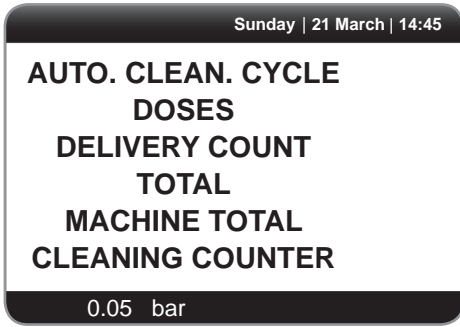 Sunday | 21 March | 14:45
AUTO. CLEAN. CYCLE
DOSES
DELIVERY COUNT
TOTAL
MACHINE TOTAL
CLEANING COUNTER
0.05 bar